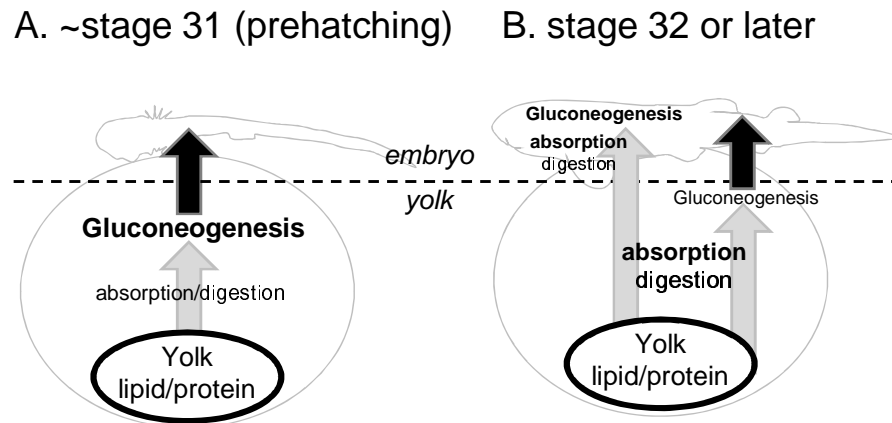 A. ~stage 31 (prehatching)
B. stage 32 or later
embryo
yolk
Gluconeogenesis
absorption/digestion
Yolk
lipid/protein
Gluconeogenesis
absorption
digestion
Gluconeogenesis
absorption
digestion
Yolk
lipid/protein